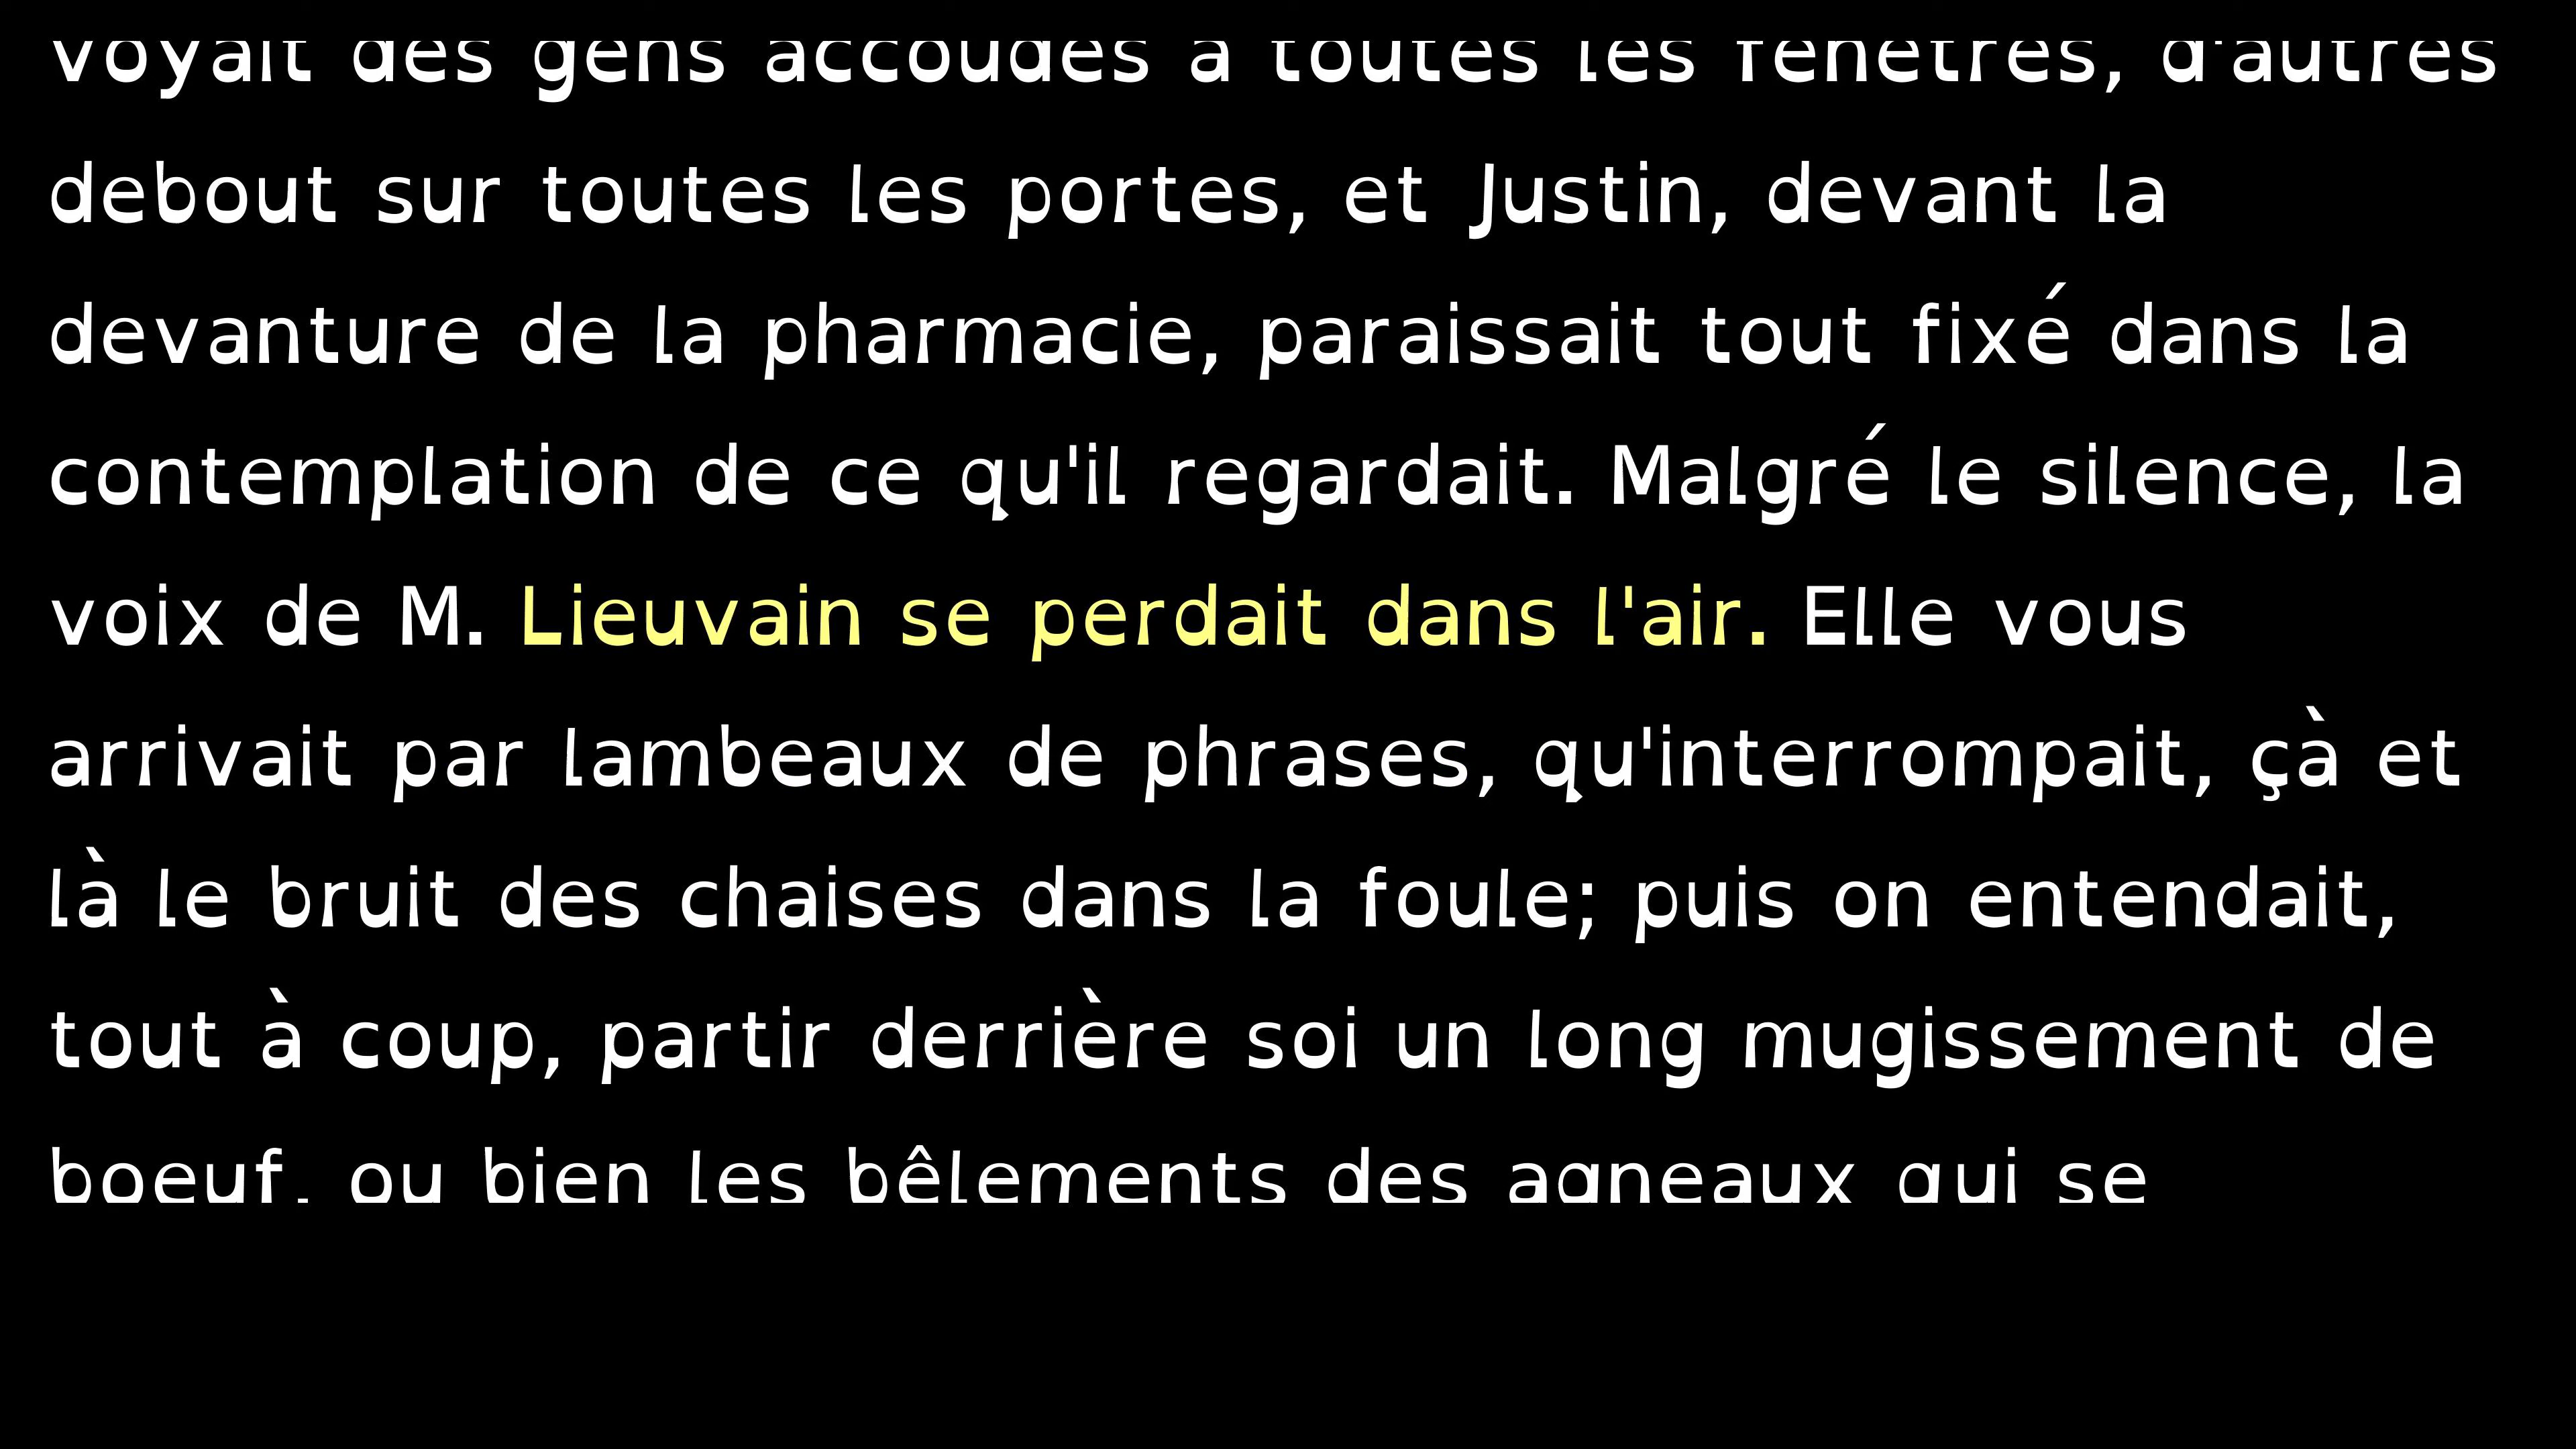 voyait des gens accoudés à toutes les fenêtres, d'autres
debout sur toutes les portes, et Justin, devant la
devanture de la pharmacie, paraissait tout fixé dans la
contemplation de ce qu'il regardait. Malgré le silence, la
voix de M. Lieuvain se perdait dans l'air. Elle vous
arrivait par lambeaux de phrases, qu'interrompait, çà et
là le bruit des chaises dans la foule; puis on entendait,
tout à coup, partir derrière soi un long mugissement de
boeuf, ou bien les bêlements des agneaux qui se